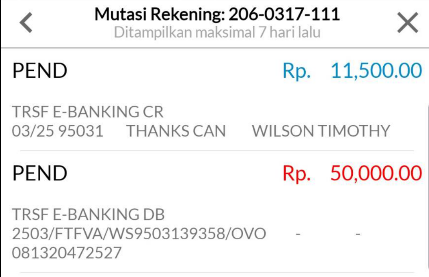 Mutasi Rekening: 206-0317-111
Ditampilkan maksimal 7 hari lalu
PEND Rp. 11,500.00
TRSF E-BANKING CR
03/25 95031 THANKS CAN WILSON TIMOTHY
PEND Rp. 50,000.00
TRSF E-BANKING DB
2503/FTFVA/WS9503139358/OVO - -
081320472527